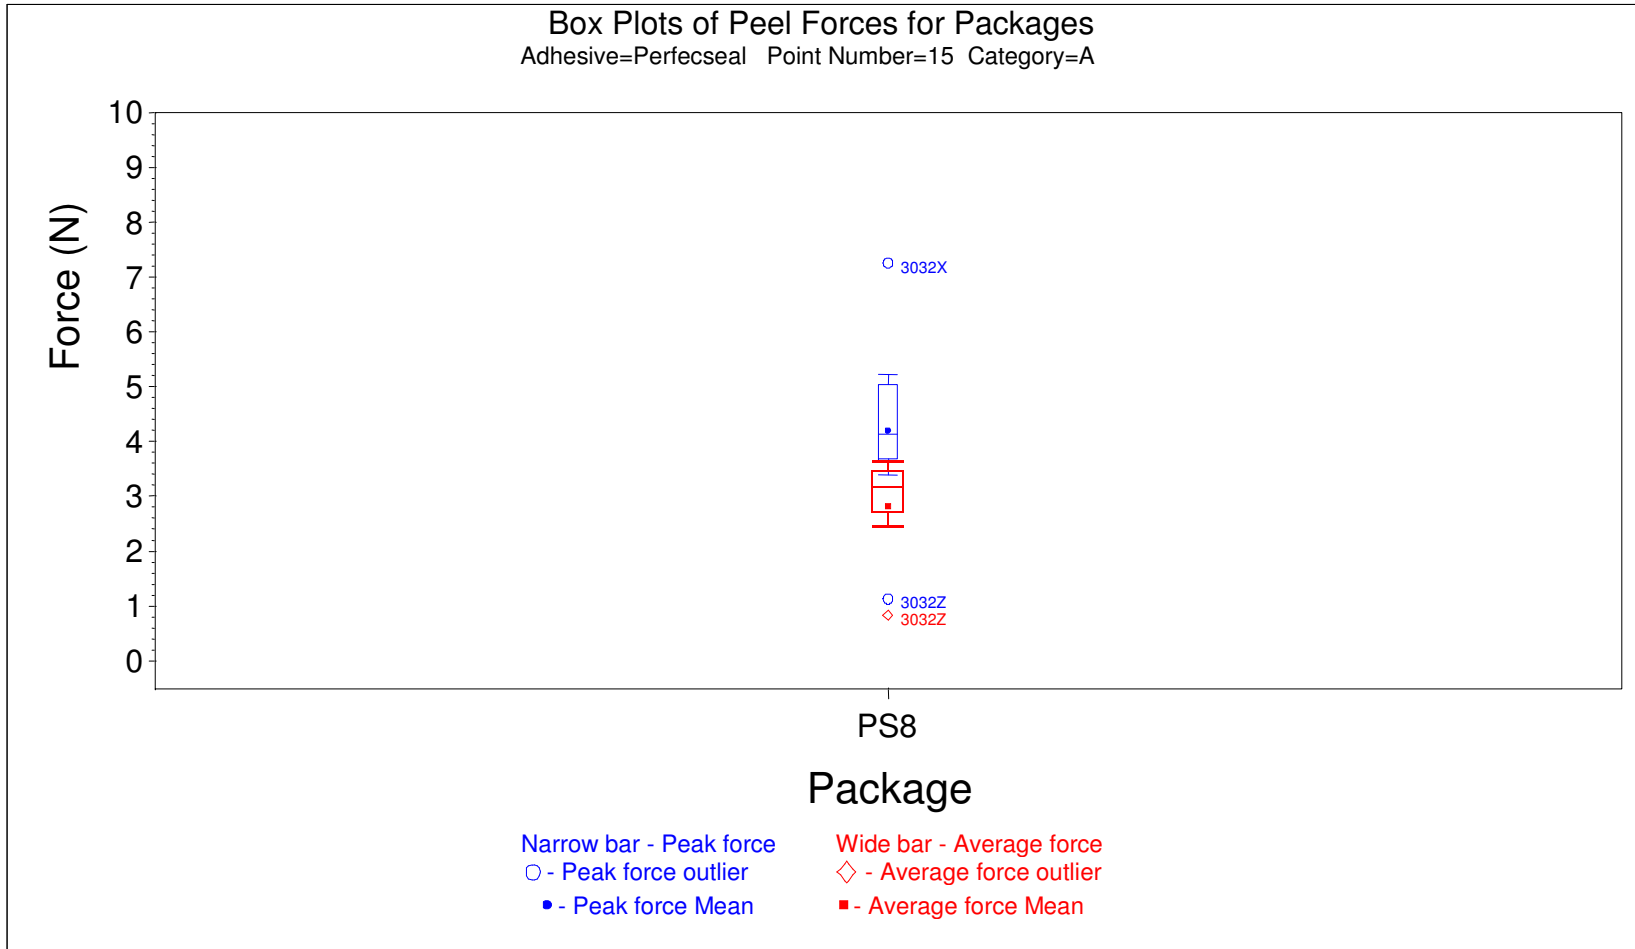 Box Plots of Peel Forces for Packages
Adhesive=Perfecseal Point Number=15 Category=A
10
9
8
7
6
5
4
3
2
1
0
Force (N)
3032X
3032Z
3032Z
PS8
Package
Narrow bar - Peak force Wide bar - Average force
- Peak force outlier - Average force outlier
- Peak force Mean - Average force Mean